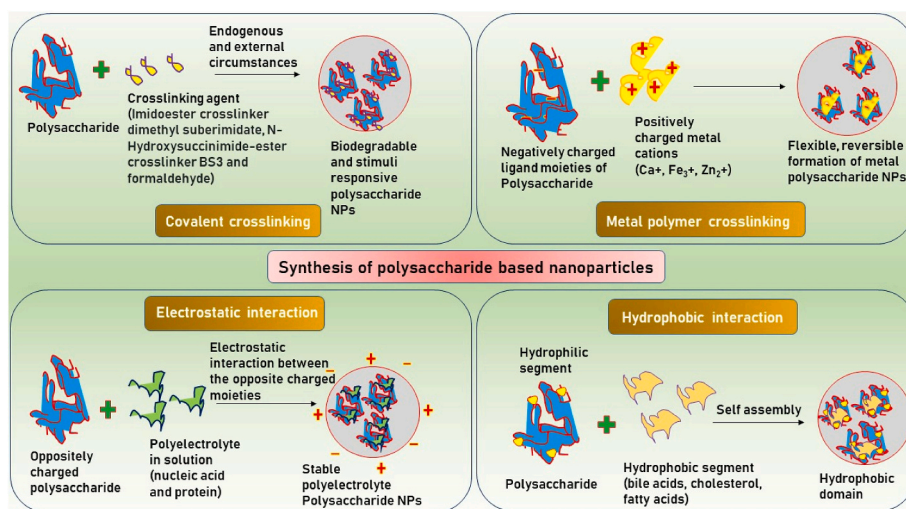 Endogenous
and external
circumstances
Polysaccharide
Crosslinking agent
(Imidoester crosslinker
dimethyl suberimidate, N-
Hydroxysuccinimide-ester
crosslinker BS3 and
formaldehyde)
Biodegradable
and stimuli
responsive
polysaccharide
NPs
Covalent crosslinking
Negatively charged
ligand moieties of
Polysaccharide
Positively
charged metal
cations
(Ca+, Fe3+, Zn2+)
Flexible, reversible
formation of metal
polysaccharide NPs
Metal polymer crosslinking
Synthesis of polysaccharide based nanoparticles
Electrostatic interaction
Electrostatic
interaction between
the opposite charged
moieties
Oppositely
charged
polysaccharide
Polyelectrolyte
in solution
(nucleic acid
and protein)
Stable
polyelectrolyte
Polysaccharide NPs
Hydrophobic interaction
Hydrophilic
segment
Self assembly
Polysaccharide
Hydrophobic segment
(bile acids, cholesterol,
fatty acids)
Hydrophobic
domain